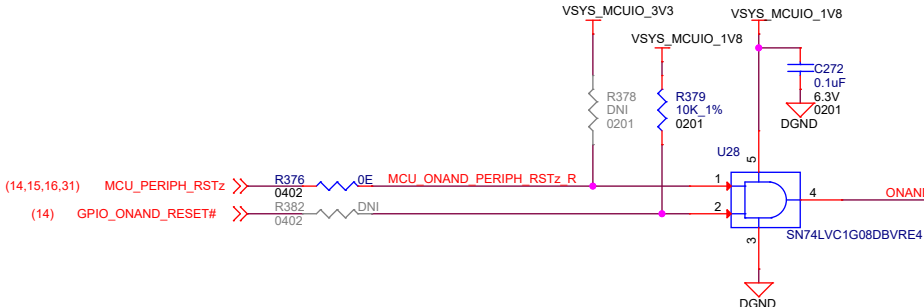 VSYS_MCUIO_3V3
VSYS_MCUIO_1V8
VSYS_MCUIO_1V8
C272
0.1uF
6.3V
0201
DGND
R378
DNI
0201
R379
10K_1%
0201
U28
5
(14,15,16,31) MCU_PERIPH_RSTz
R376
0402
0E
MCU_ONAND_PERIPH_RSTz_R
1
4
ONAND
(14) GPIO_ONAND_RESET#
R382
0402
DNI
2
SN74LVC1G08DBVRE4
3
DGND